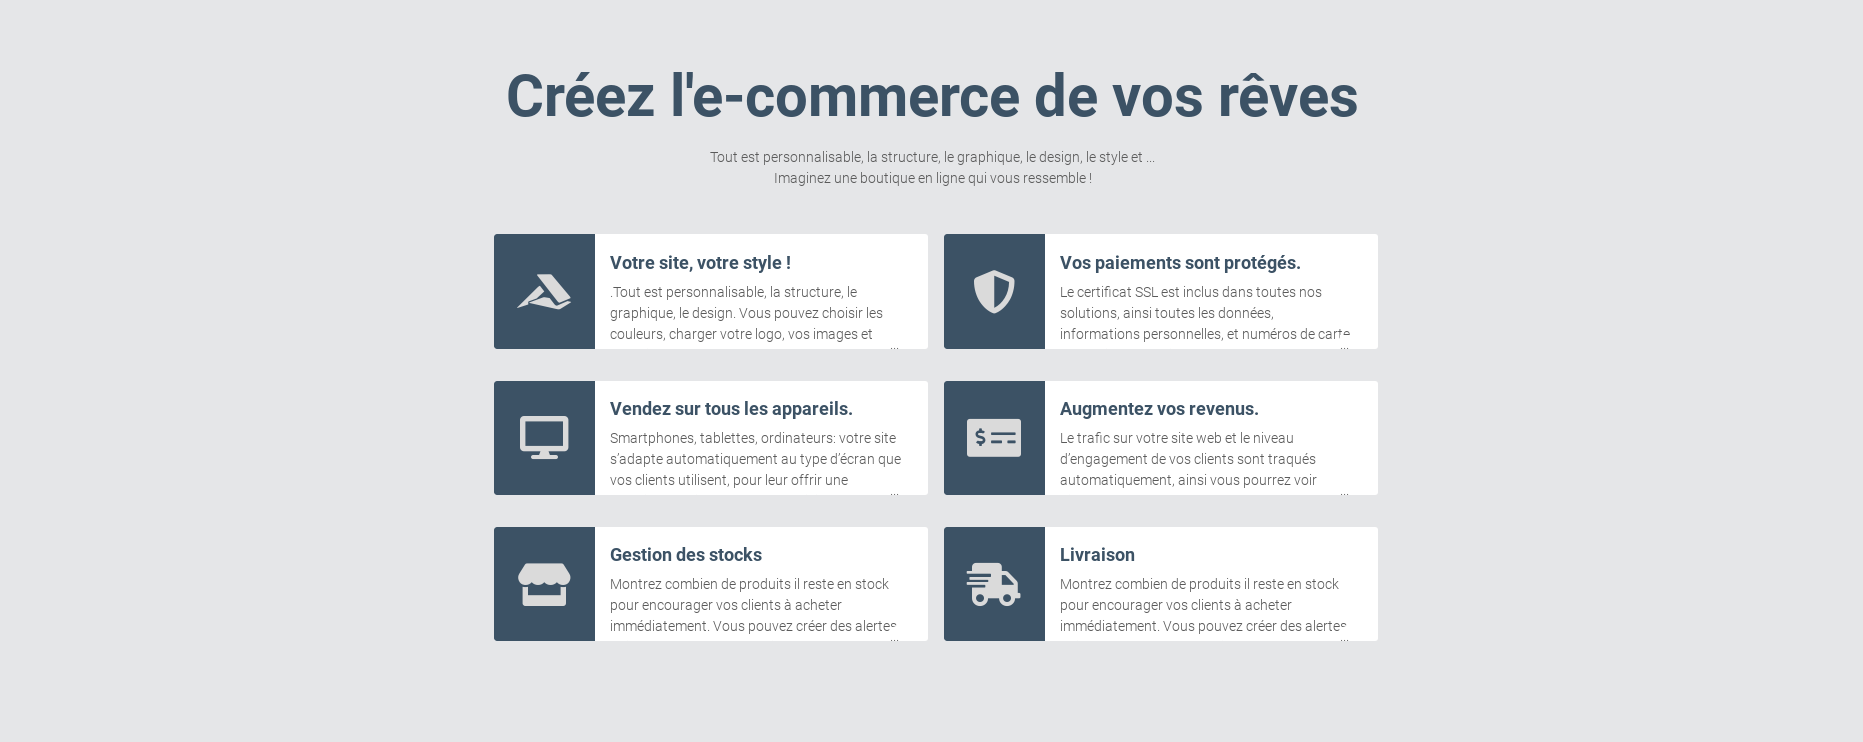 Créez l'e-commerce de vos rêves
Tout est personnalisable, la structure, le graphique, le design, le style et ...
Imaginez une boutique en ligne qui vous ressemble !
Votre site, votre style !
.Tout est personnalisable, la structure, le
graphique, le design. Vous pouvez choisir les
couleurs, charger votre logo, vos images et
...
Vos paiements sont protégés.
Le certificat SSL est inclus dans toutes nos
solutions, ainsi toutes les données,
informations personnelles, et numéros de carte
...
Vendez sur tous les appareils.
Smartphones, tablettes, ordinateurs: votre site
s’adapte automatiquement au type d’écran que
vos clients utilisent, pour leur offrir une
...
Augmentez vos revenus.
Le trafic sur votre site web et le niveau
d’engagement de vos clients sont traqués
automatiquement, ainsi vous pourrez voir
...
Gestion des stocks
Montrez combien de produits il reste en stock
pour encourager vos clients à acheter
immédiatement. Vous pouvez créer des alertes
...
Livraison
Montrez combien de produits il reste en stock
pour encourager vos clients à acheter
immédiatement. Vous pouvez créer des alertes
...